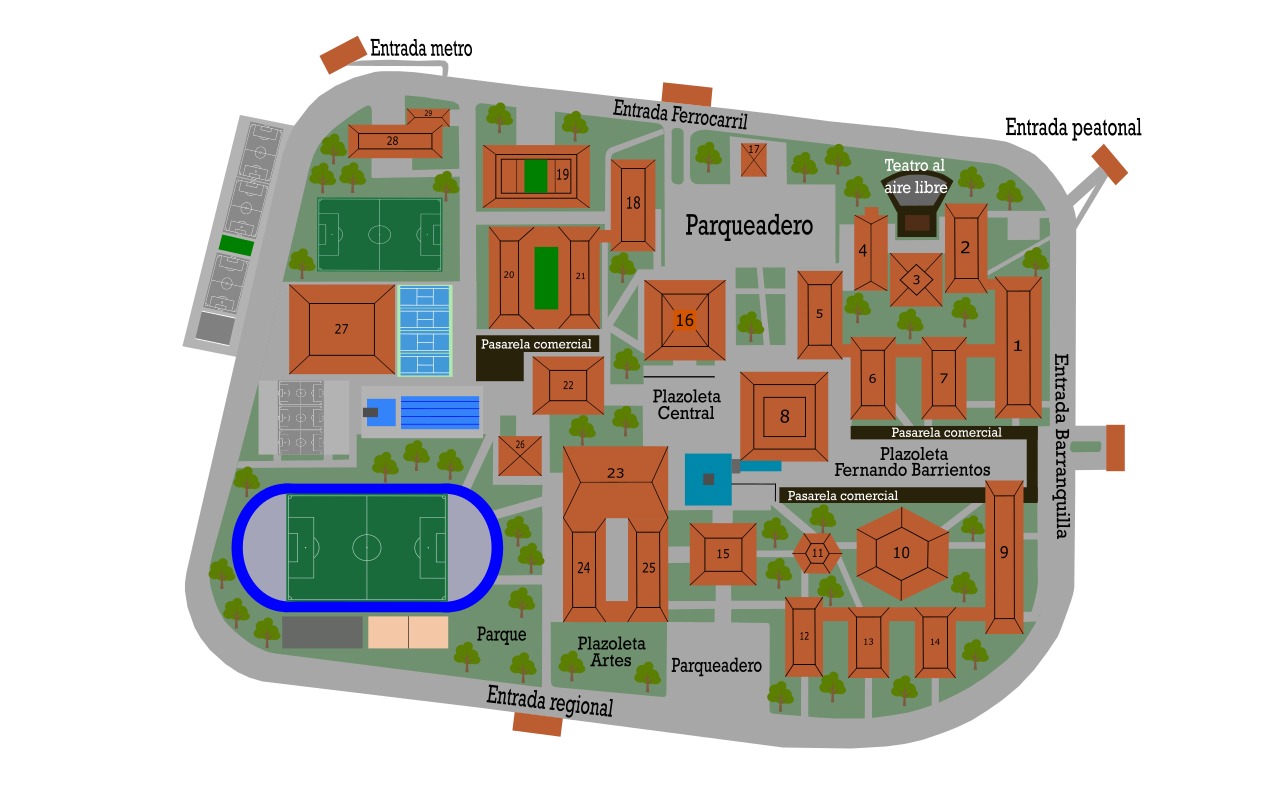 Entrada metro
Entrada Ferrocarril
Entrada peatonal
29
28
17
Teatro al
aire libre
19
18
Parqueadero
4
2
3
20
21
27
16
5
1
Pasarela comercial
22
6
7
Plazoleta
Central
8
Entrada Barranquilla
Pasarela comercial
Plazoleta
Fernando Barrientos
26
23
Pasarela comercial
24
25
15
11
10
9
12
13
14
Parque
Plazoleta
Artes
Parqueadero
Entrada regional